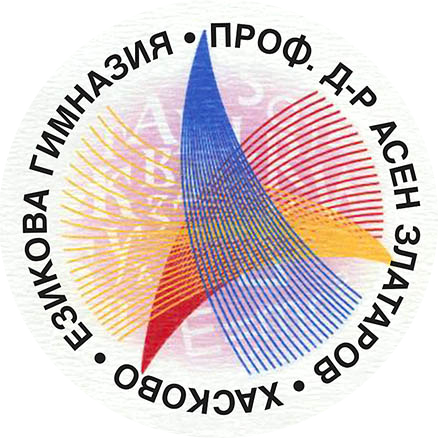 ЕЗИКОВА ГИМНАЗИЯ • ПРОФ. Д-Р АСЕН ЗЛАТАРОВ • ХАСКОВО •